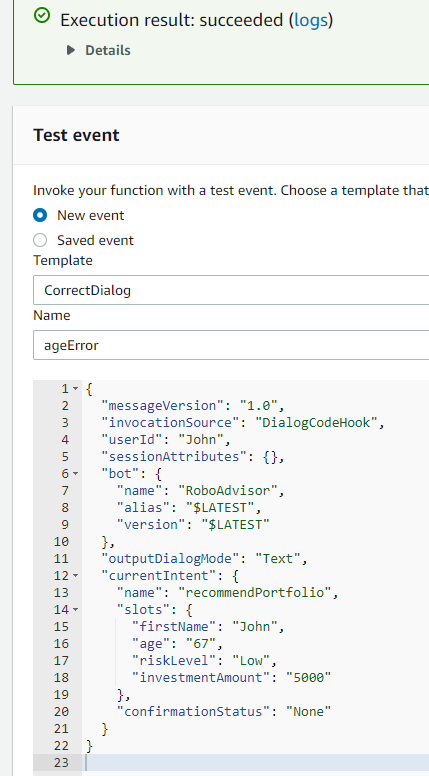 Execution result: succeeded (logs)
Details
Test event
Invoke your function with a test event. Choose a template that
New event
Saved event
Template
CorrectDialog
Name
ageError
1 {
2   "messageVersion": "1.0",
3   "invocationSource": "DialogCodeHook",
4   "userId": "John",
5   "sessionAttributes": {},
6   "bot": {
7     "name": "RoboAdvisor",
8     "alias": "$LATEST",
9     "version": "$LATEST"
10   },
11   "outputDialogMode": "Text",
12   "currentIntent": {
13     "name": "recommendPortfolio",
14     "slots": {
15       "firstName": "John",
16       "age": "67",
17       "riskLevel": "Low",
18       "investmentAmount": "5000"
19     },
20     "confirmationStatus": "None"
21   }
22 }
23